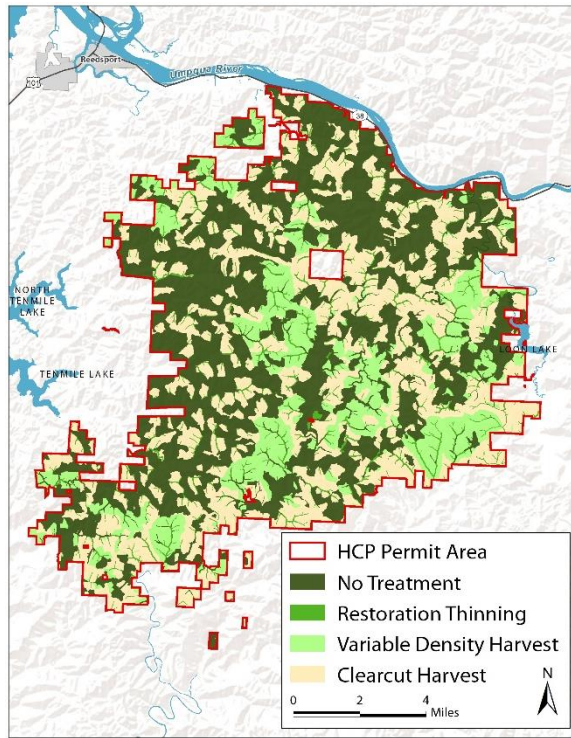 Reedsport
101
Umpqua River
38
NORTH
TENMILE
LAKE
TENMILE LAKE
LOON LAKE
HCP Permit Area
No Treatment
Restoration Thinning
Variable Density Harvest
Clearcut Harvest
N
0 2 4
Miles